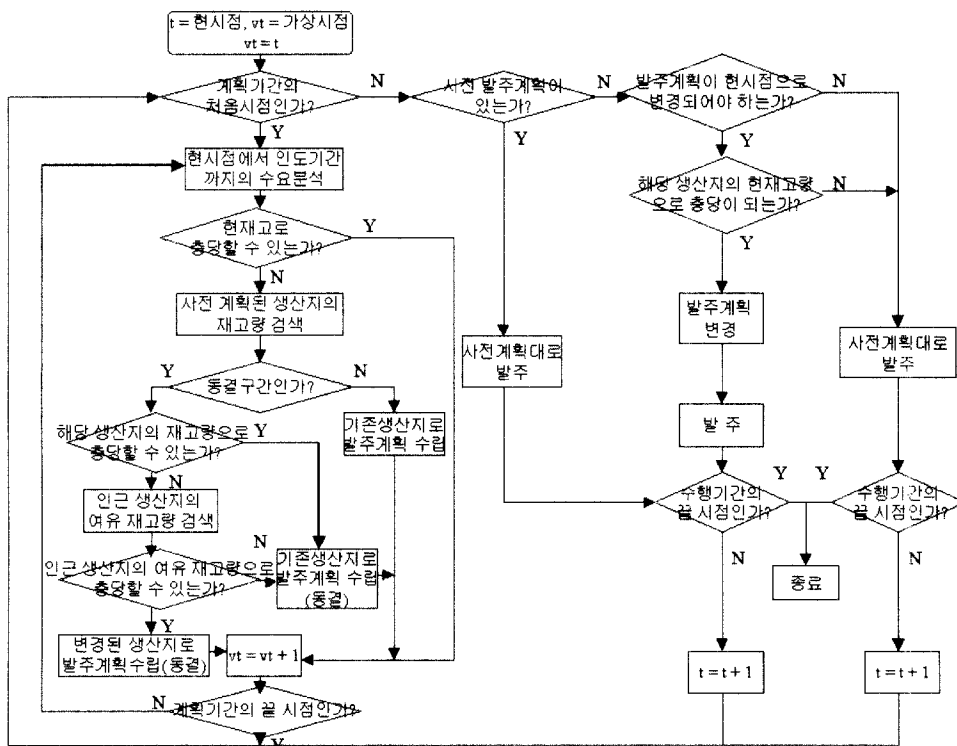 t = 현시점, vt = 가상시점
vt = t
계획기간의
처음시점인가?
N
Y
사전 발주계획이
있는가?
N
Y
발주계획이 현시점으로
변경되어야 하는가?
N
Y
현시점에서 인도기간
까지의 수요분석
해당 생산지의 현재고량
으로 충당이 되는가?
N
Y
현재고로
충당할 수 있는가?
Y
N
사전 계획된 생산지의
재고량 검색
발주계획
변경
사전계획대로
발주
사전계획대로
발주
동결구간인가?
Y
N
기존생산지로
발주계획 수립
발 주
해당 생산지의 재고량으로
충당할 수 있는가?
Y
N
인근 생산지의
여유 재고량 검색
수행기간의
끝 시점인가?
Y
N
수행기간의
끝 시점인가?
Y
N
인근 생산지의 여유 재고량으로
충당할 수 있는가?
N
Y
기존생산지로
발주계획 수립
(동결)
종료
변경된 생산지로
발주계획수립(동결)
vt = vt + 1
t = t + 1
t = t + 1
계획기간의 끝 시점인가?
N
Y